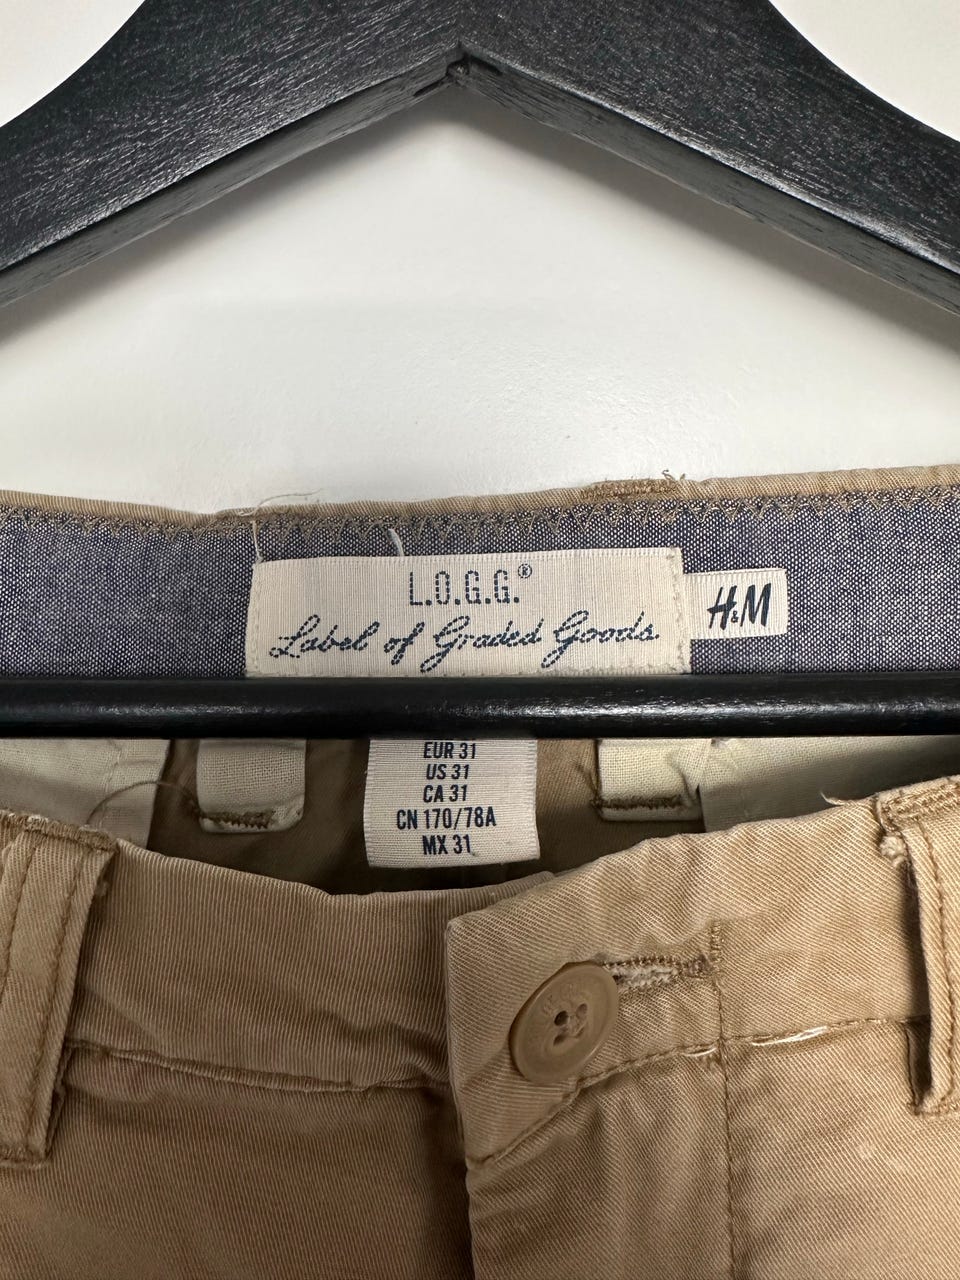 L.O.G.G.®
Label of Graded Goods
H&M
EUR 31
US 31
CA 31
CN 170/78A
MX 31